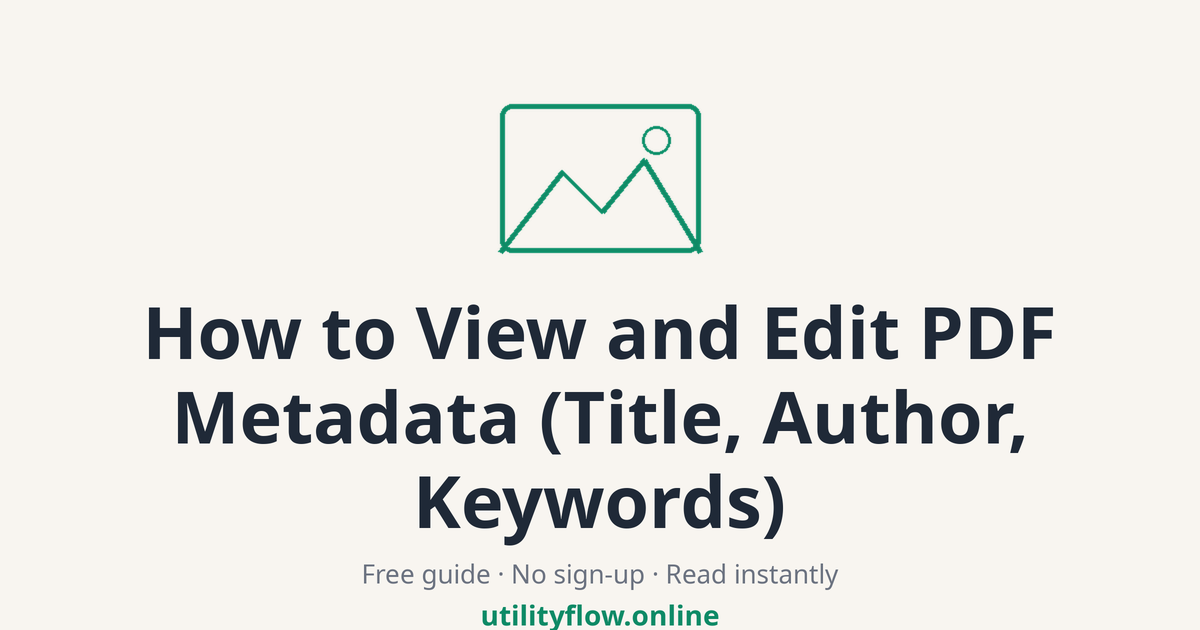 How to View and Edit PDF
Metadata (Title, Author,
Keywords)
Free guide · No sign-up · Read instantly
utilityflow.online